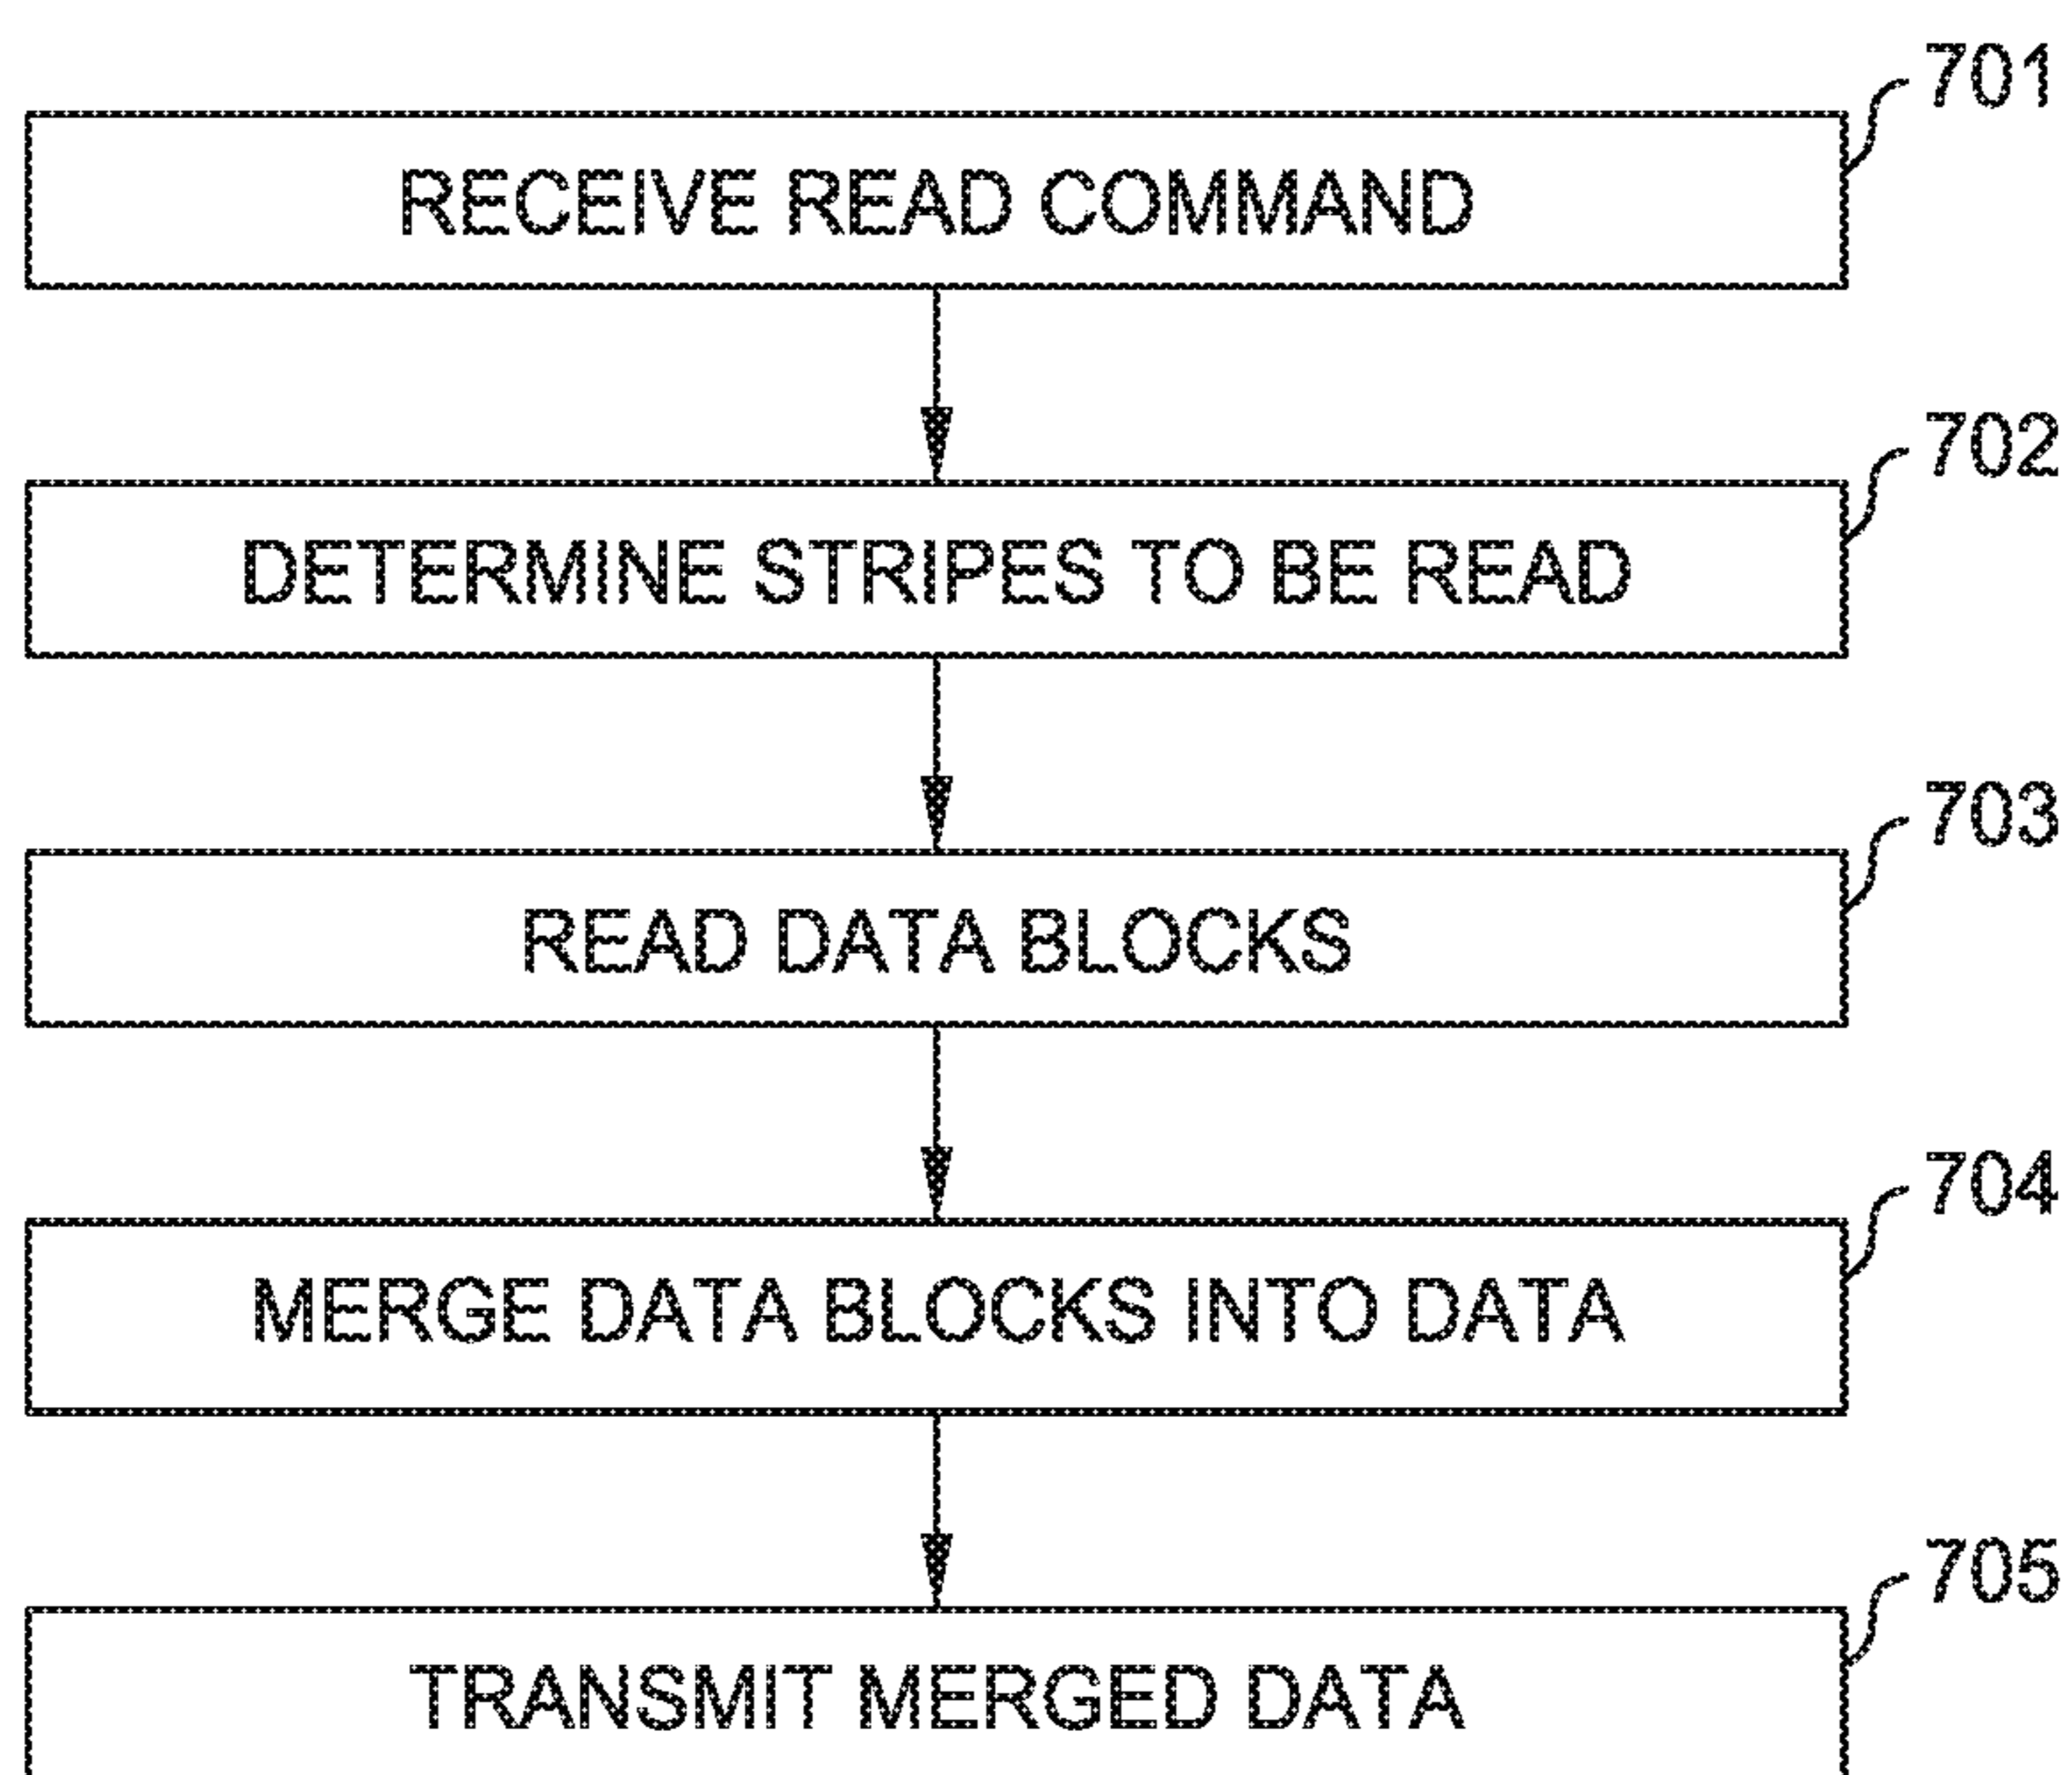 701
RECEIVE READ COMMAND
702
DETERMINE STRIPES TO BE READ
703
READ DATA BLOCKS
704
MERGE DATA BLOCKS INTO DATA
705
TRANSMIT MERGED DATA